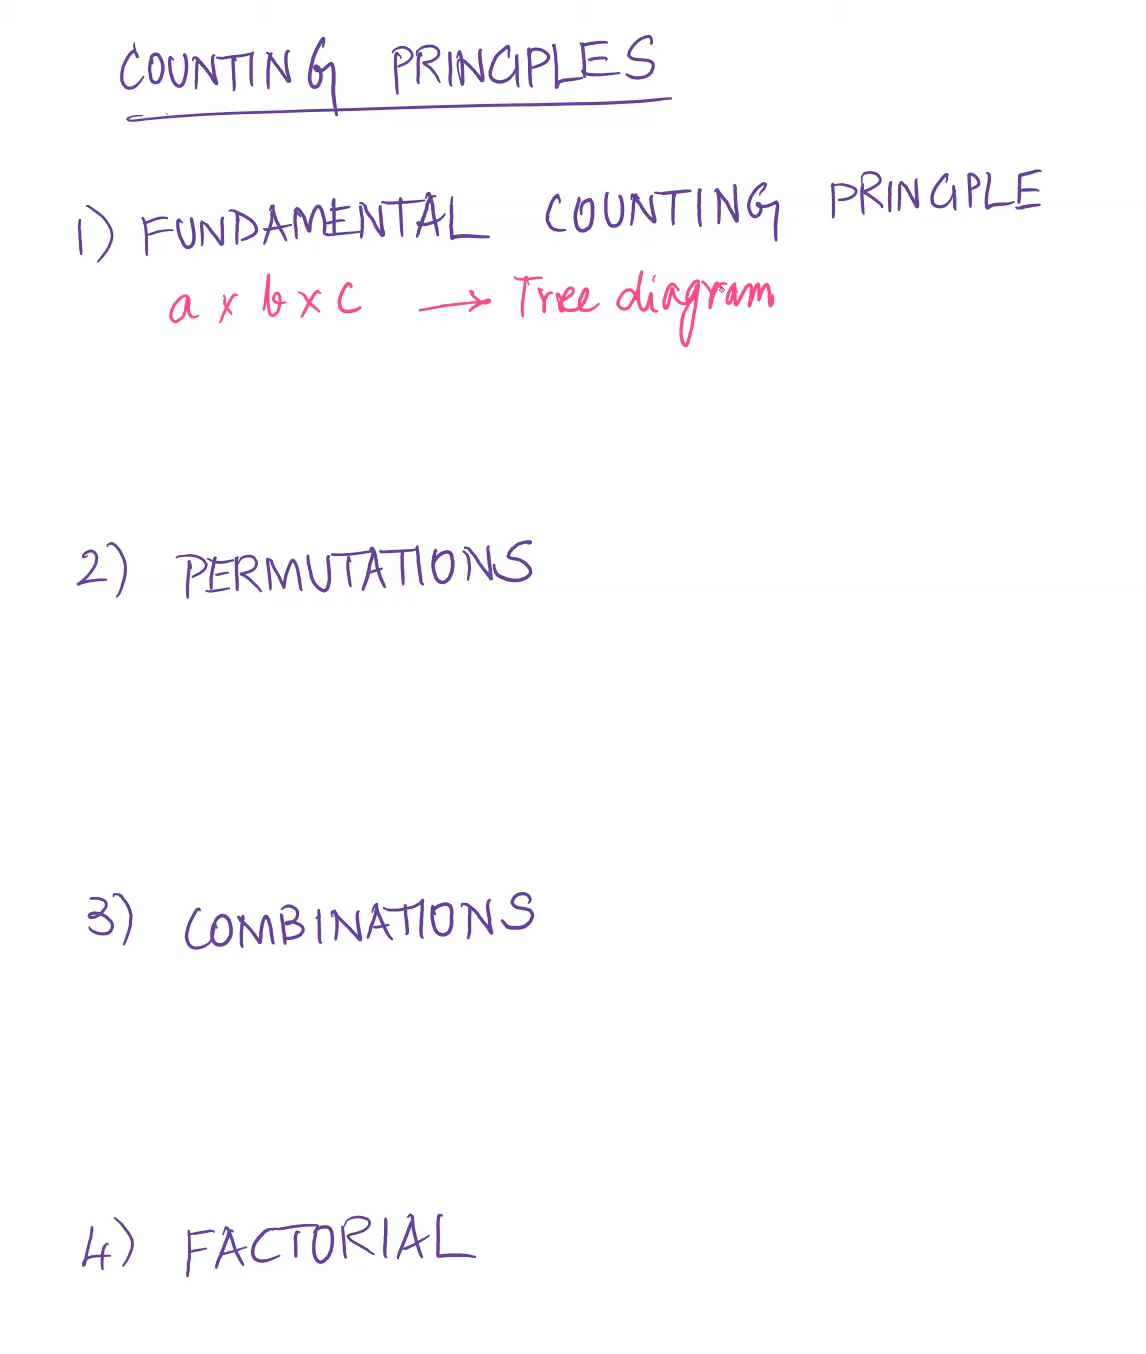 COUNTING PRINCIPLES
1) FUNDAMENTAL COUNTING PRINCIPLE
a x b x c → Tree diagram
2) PERMUTATIONS
3) COMBINATIONS
4) FACTORIAL